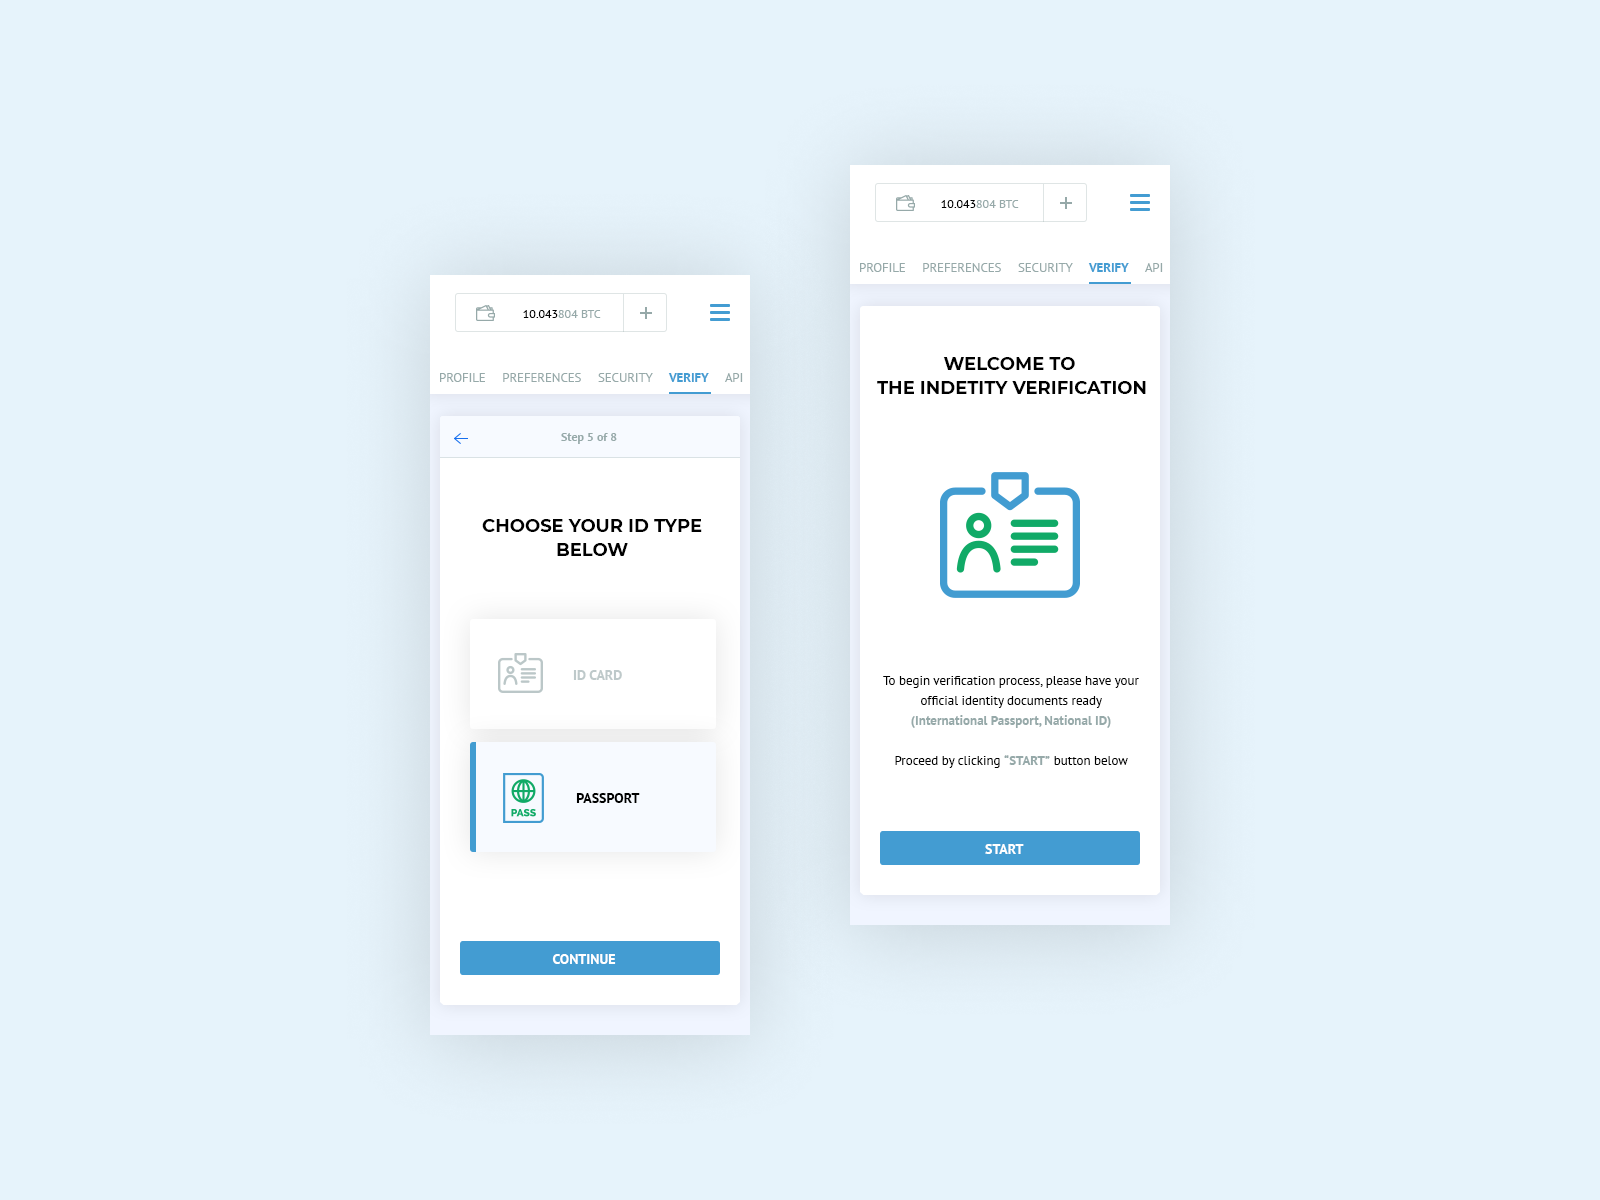 10.043804 BTC
PROFILE PREFERENCES SECURITY VERIFY API
Step 5 of 8
CHOOSE YOUR ID TYPE
BELOW
ID CARD
PASS
PASSPORT
CONTINUE
10.043804 BTC
PROFILE PREFERENCES SECURITY VERIFY API
WELCOME TO
THE INDETITY VERIFICATION
To begin verification process, please have your
official identity documents ready
(International Passport, National ID)
Proceed by clicking "START" button below
START